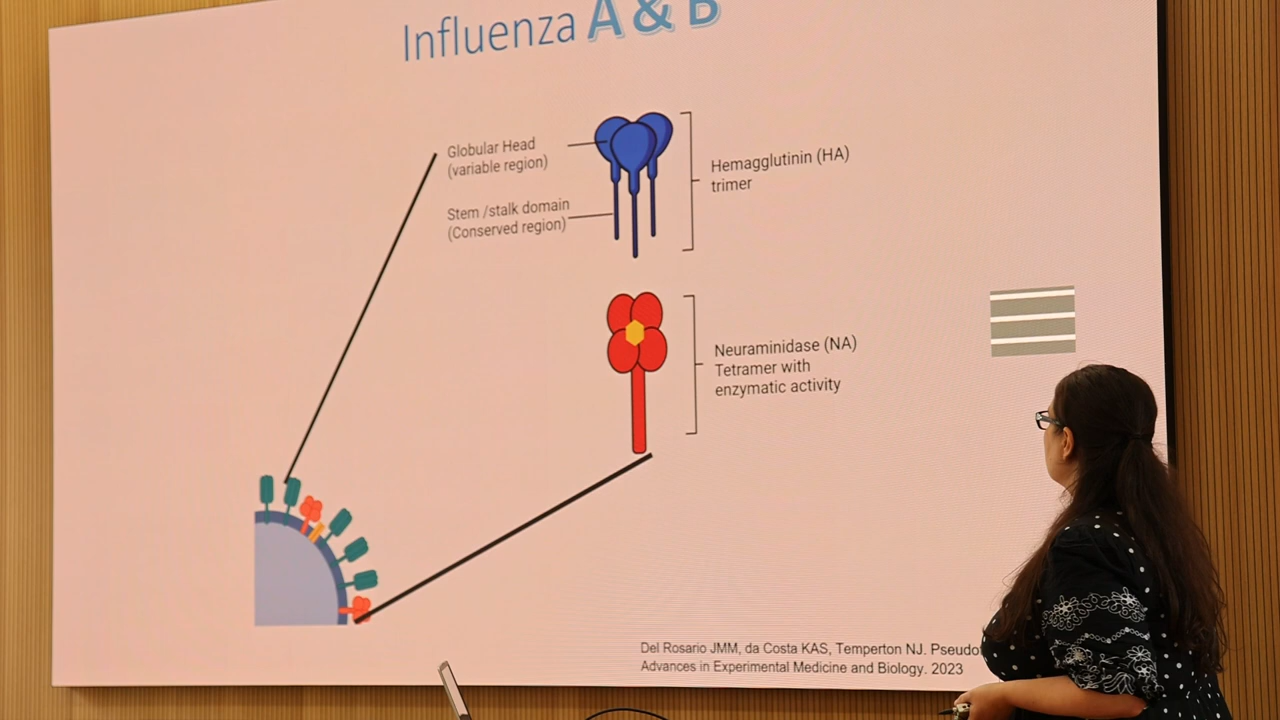 Influenza A & B
Globular Head
(variable region)
Stem /stalk domain
(Conserved region)
Hemagglutinin (HA)
trimer
Neuraminidase (NA)
Tetramer with
enzymatic activity
Del Rosario JMM, da Costa KAS, Temperton NJ.
Advances in Experimental Medicine and Biology. 2023